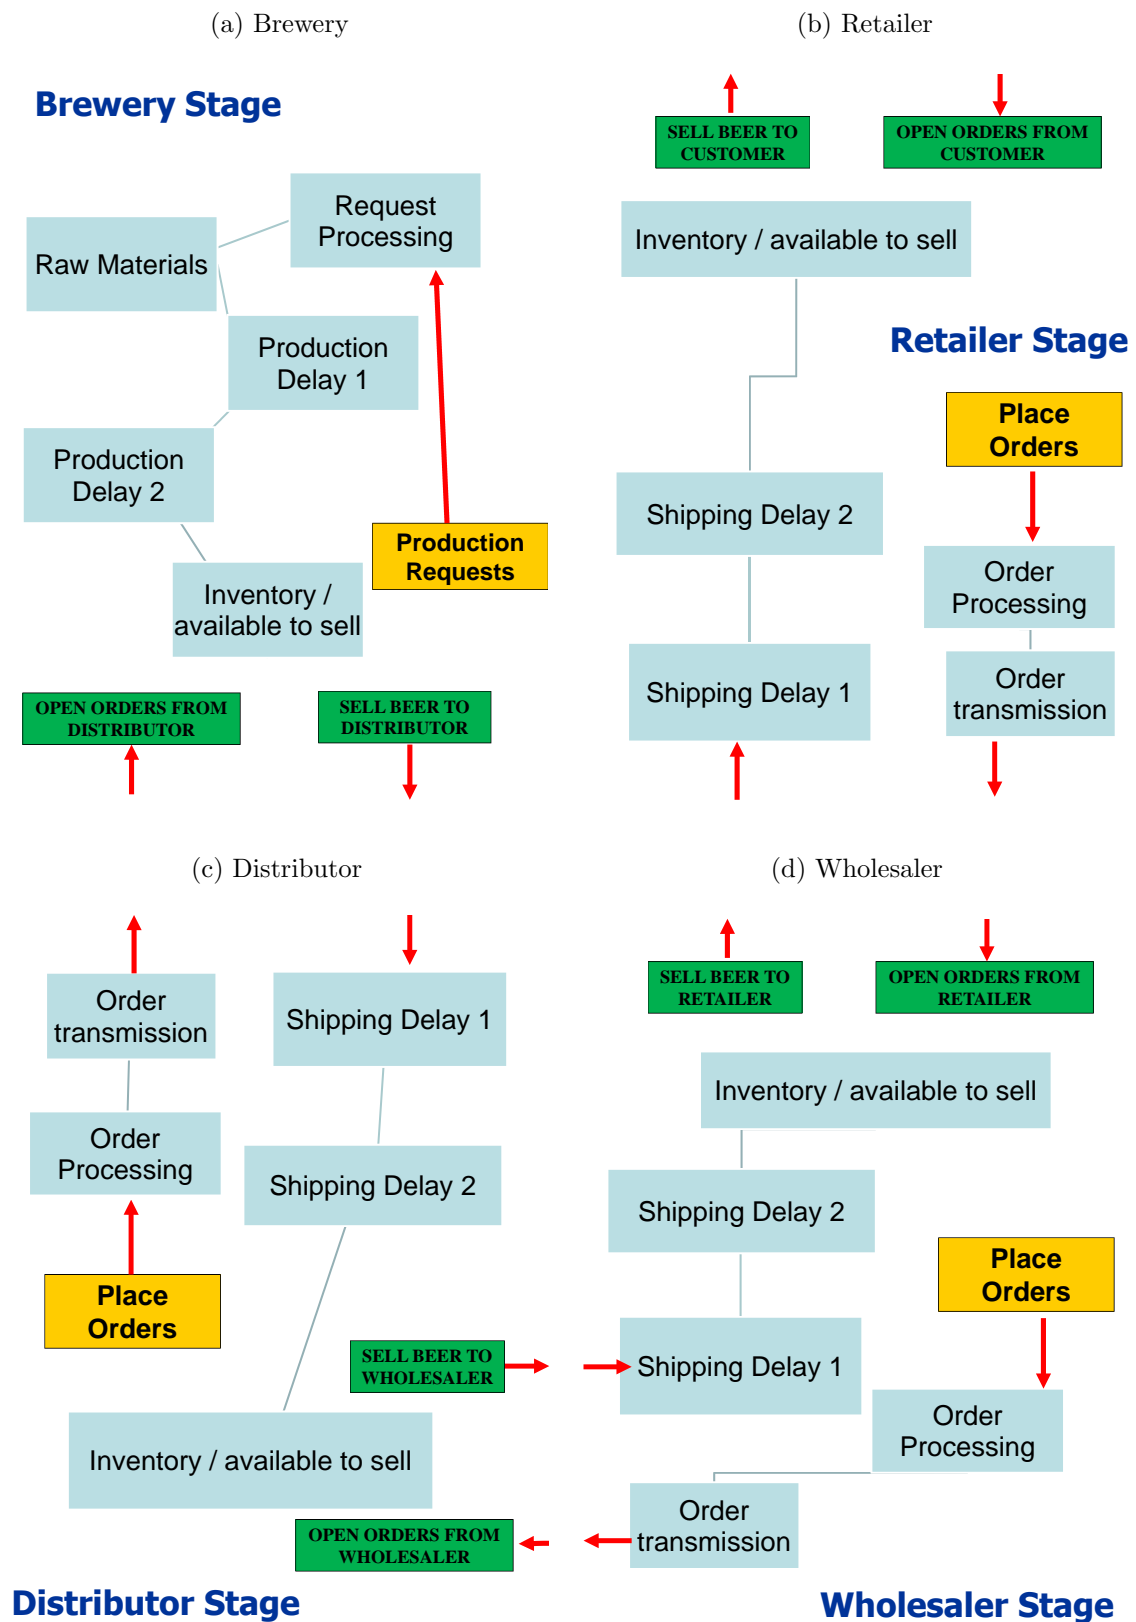 (a) Brewery
Brewery Stage
Request
Processing
Raw Materials
Production
Delay 1
Production
Delay 2
Production
Requests
Inventory /
available to sell
OPEN ORDERS FROM
DISTRIBUTOR
SELL BEER TO
DISTRIBUTOR
(b) Retailer
SELL BEER TO
CUSTOMER
OPEN ORDERS FROM
CUSTOMER
Inventory / available to sell
Retailer Stage
Place
Orders
Shipping Delay 2
Order
Processing
Shipping Delay 1
Order
transmission
(c) Distributor
Order
transmission
Shipping Delay 1
Order
Processing
Shipping Delay 2
Place
Orders
SELL BEER TO
WHOLESALER
Inventory / available to sell
OPEN ORDERS FROM
WHOLESALER
Distributor Stage
(d) Wholesaler
SELL BEER TO
RETAILER
OPEN ORDERS FROM
RETAILER
Inventory / available to sell
Shipping Delay 2
Place
Orders
Shipping Delay 1
Order
Processing
Order
transmission
Wholesaler Stage